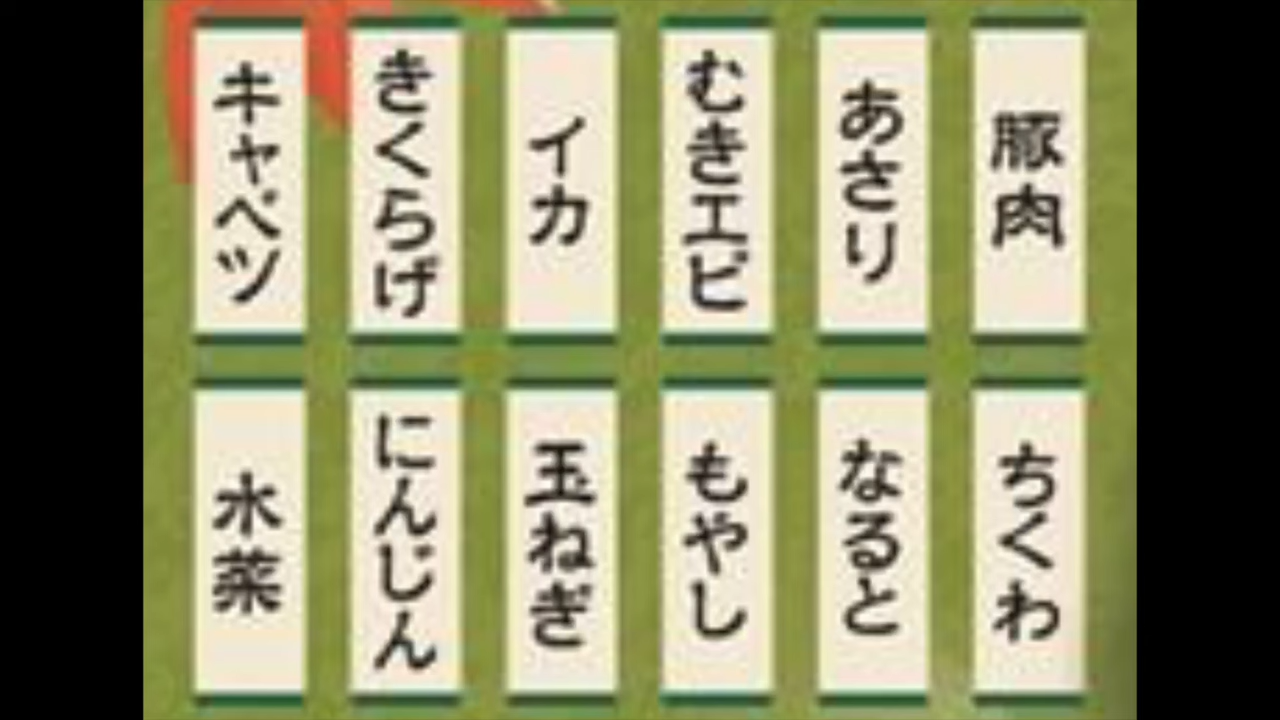 豚肉
あさり
むきエビ
イカ
きくらげ
キャベツ
ちくわ
なると
もやし
玉ねぎ
にんじん
水菜